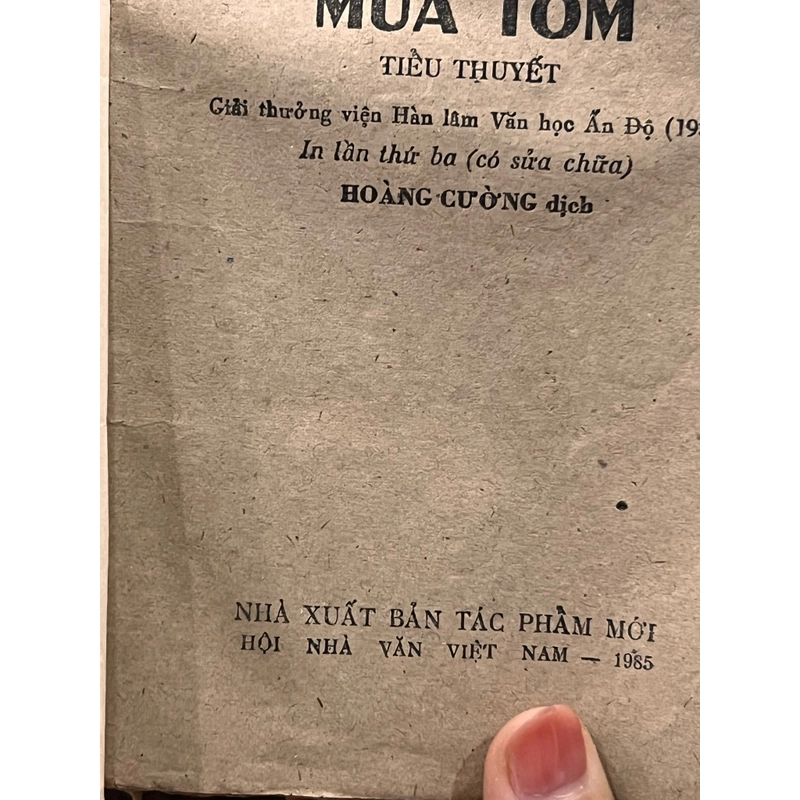 MÙA TÔM
TIỂU THUYẾT
Giải thưởng viện Hàn lâm Văn học Ấn Độ (19
In lần thứ ba (có sửa chữa)
HOÀNG CƯỜNG dịch
NHÀ XUẤT BẢN TÁC PHẨM MỚI
HỘI NHÀ VĂN VIỆT NAM — 1985